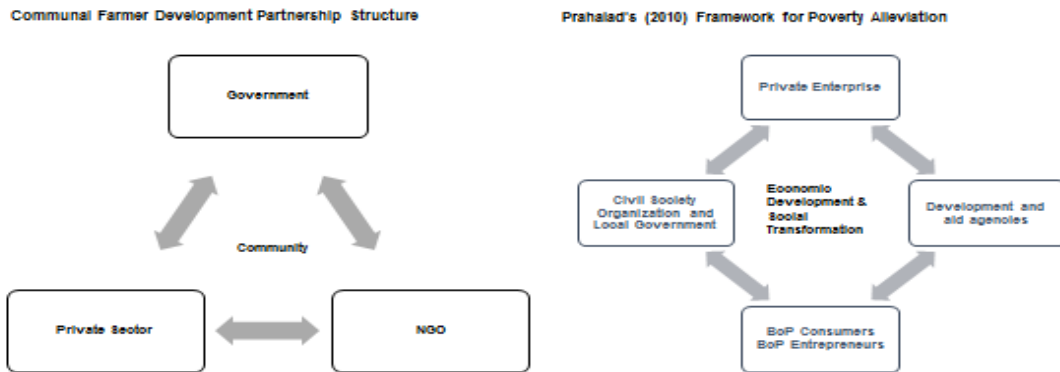 Communal Farmer Development Partnership Structure
Government
Community
Private Sector
NGO
Prahalad's (2010) Framework for Poverty Alleviation
Private Enterprise
Civil Society
Organization and
Local Government
Economic
Development &
Social
Transformation
Development and
aid agencies
BoP Consumers
BoP Entrepreneurs